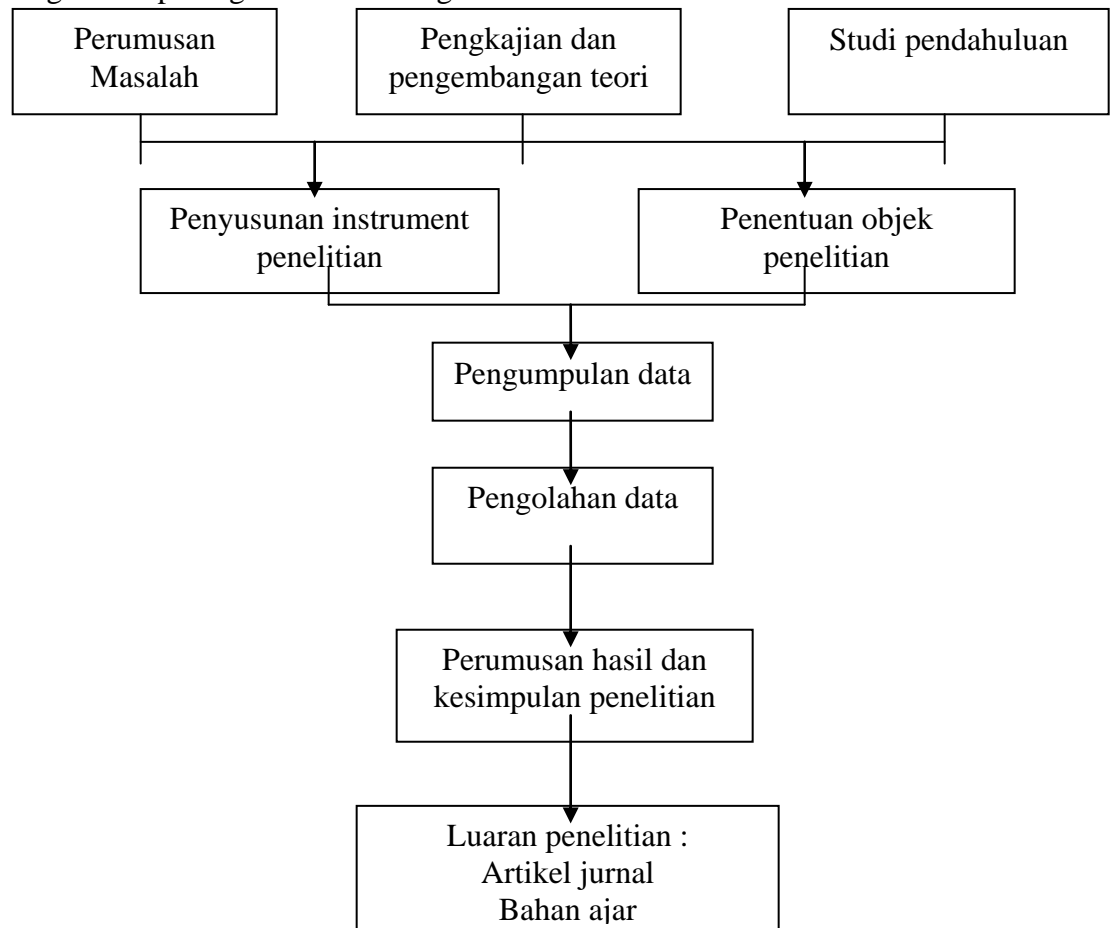 Perumusan
Masalah
Pengkajian dan
pengembangan teori
Studi pendahuluan
Penyusunan instrument
penelitian
Penentuan objek
penelitian
Pengumpulan data
Pengolahan data
Perumusan hasil dan
kesimpulan penelitian
Luaran penelitian :
Artikel jurnal
Bahan ajar